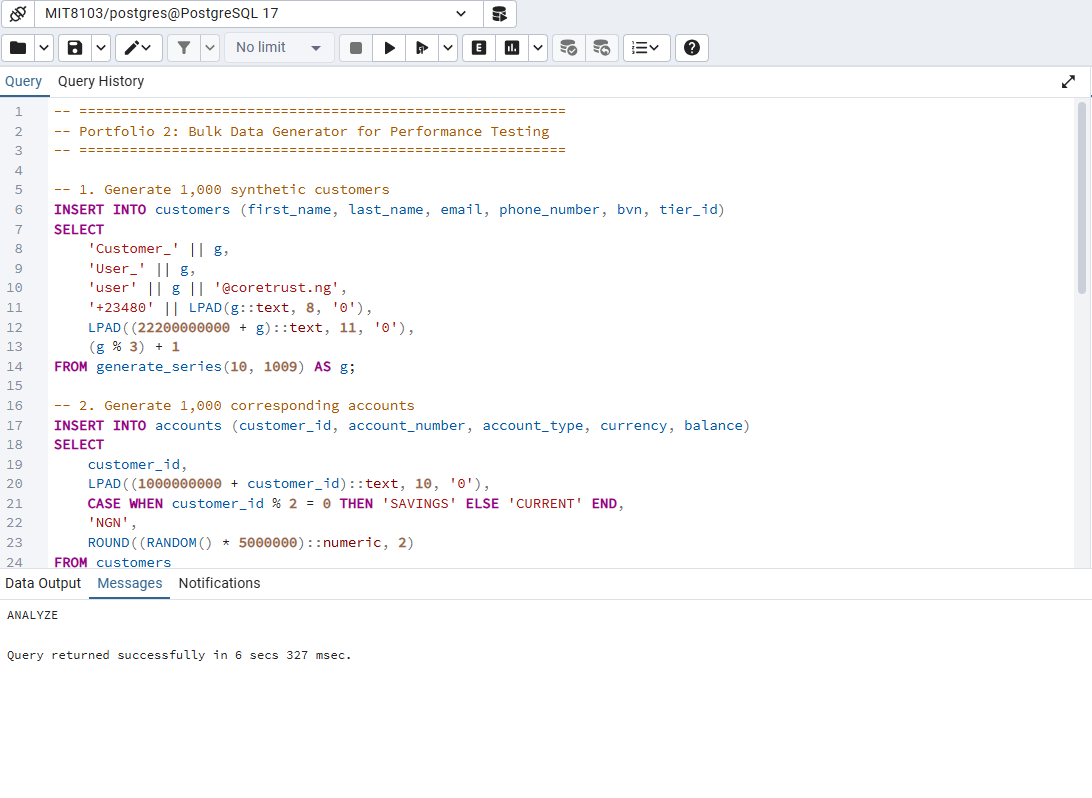 MIT8103/postgres@PostgreSQL 17
No limit
E
Query Query History
1 -- ==========================================================
2 -- Portfolio 2: Bulk Data Generator for Performance Testing
3 -- ==========================================================
4
5 -- 1. Generate 1,000 synthetic customers
6 INSERT INTO customers (first_name, last_name, email, phone_number, bvn, tier_id)
7 SELECT
8     'Customer_' || g,
9     'User_' || g,
10     'user' || g || '@coretrust.ng',
11     '+23480' || LPAD(g::text, 8, '0'),
12     LPAD((22200000000 + g)::text, 11, '0'),
13     (g % 3) + 1
14 FROM generate_series(10, 1009) AS g;
15
16 -- 2. Generate 1,000 corresponding accounts
17 INSERT INTO accounts (customer_id, account_number, account_type, currency, balance)
18 SELECT
19     customer_id,
20     LPAD((1000000000 + customer_id)::text, 10, '0'),
21     CASE WHEN customer_id % 2 = 0 THEN 'SAVINGS' ELSE 'CURRENT' END,
22     'NGN',
23     ROUND((RANDOM() * 5000000)::numeric, 2)
24 FROM customers
Data Output Messages Notifications
ANALYZE
Query returned successfully in 6 secs 327 msec.